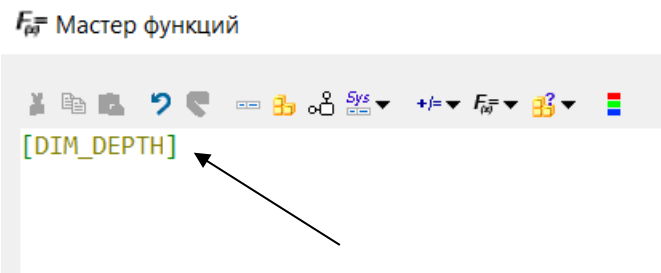 F(x)= Мастер функций
Sys +/= F(x)= ?
[DIM_DEPTH]